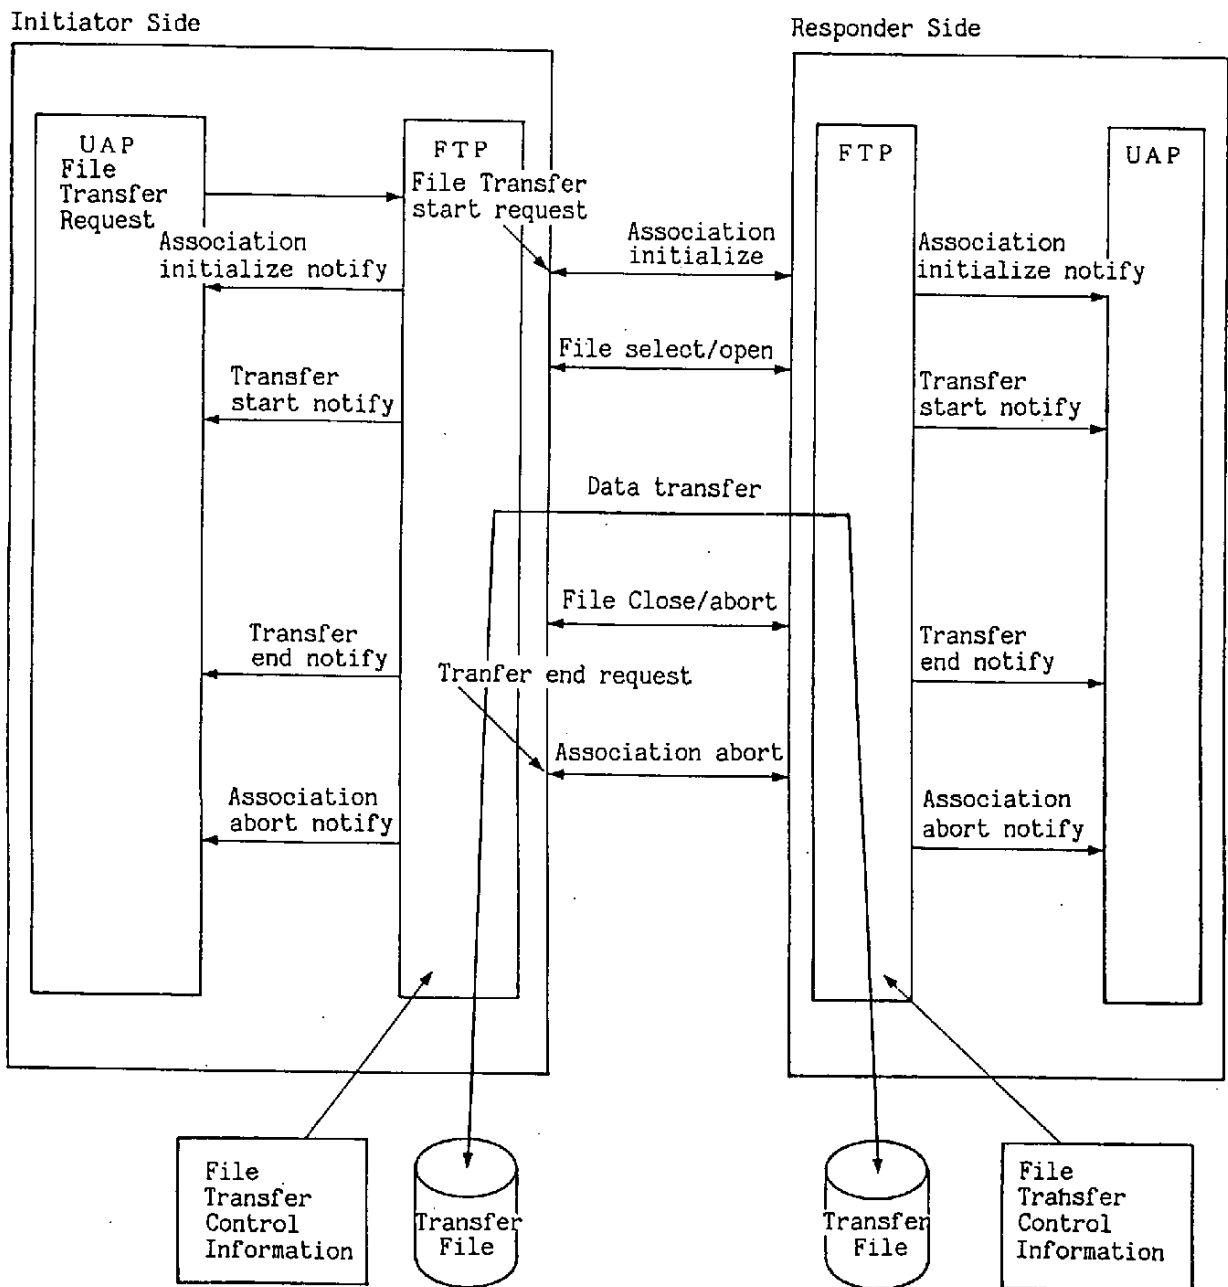 Initiator Side
Responder Side
UAP
File
Transfer
Request
FTP
File Transfer
start request
FTP
UAP
Association
initialize notify
Association
initialize
Association
initialize notify
File select/open
Transfer
start notify
Transfer
start notify
Data transfer
File Close/abort
Transfer
end notify
Tranfer end request
Transfer
end notify
Association abort
Association
abort notify
Association
abort notify
File
Transfer
Control
Information
Transfer
File
Transfer
File
File
Trahsfer
Control
Information